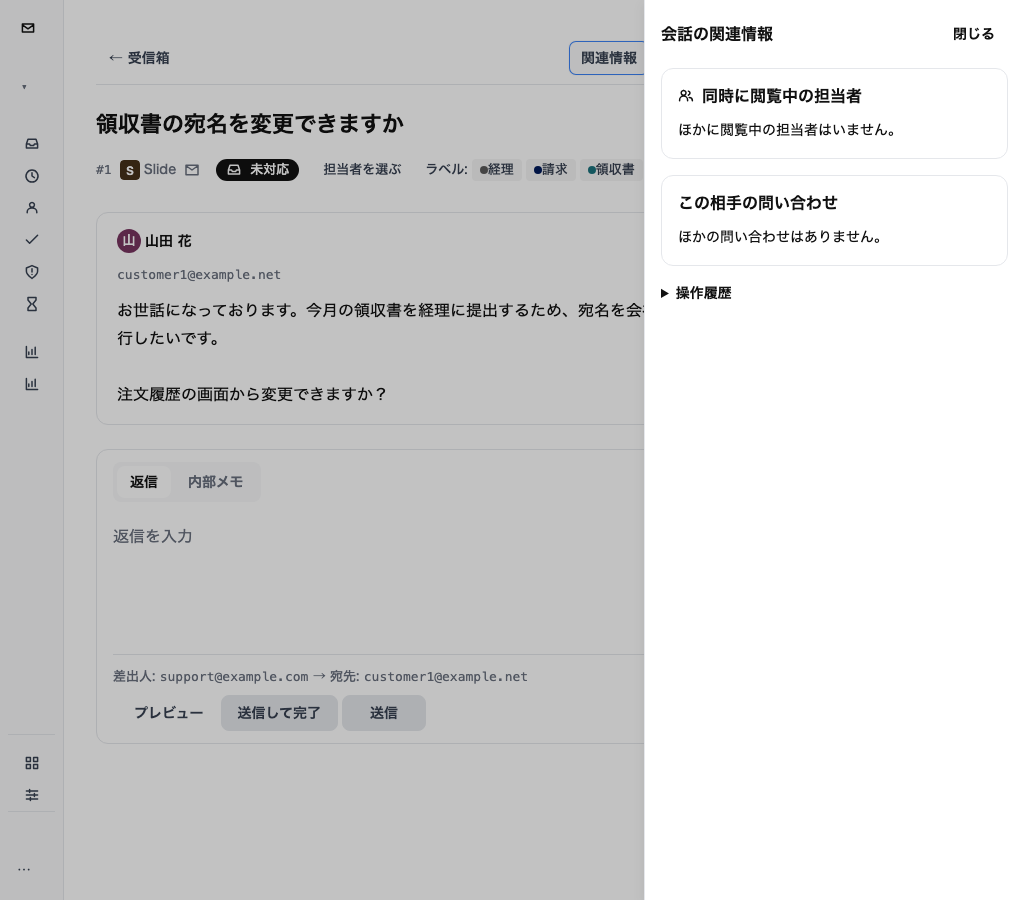 ← 受信箱
関連情報
領収書の宛名を変更できますか
#1 S Slide 未対応 担当者を選ぶ ラベル: 経理 請求 領収書
山 山田 花
customer1@example.net
お世話になっております。今月の領収書を経理に提出するため、宛名を会
行したいです。
注文履歴の画面から変更できますか？
返信 内部メモ
返信を入力
差出人: support@example.com → 宛先: customer1@example.net
プレビュー 送信して完了 送信
...
会話の関連情報 閉じる
同時に閲覧中の担当者
ほかに閲覧中の担当者はいません。
この相手の問い合わせ
ほかの問い合わせはありません。
操作履歴